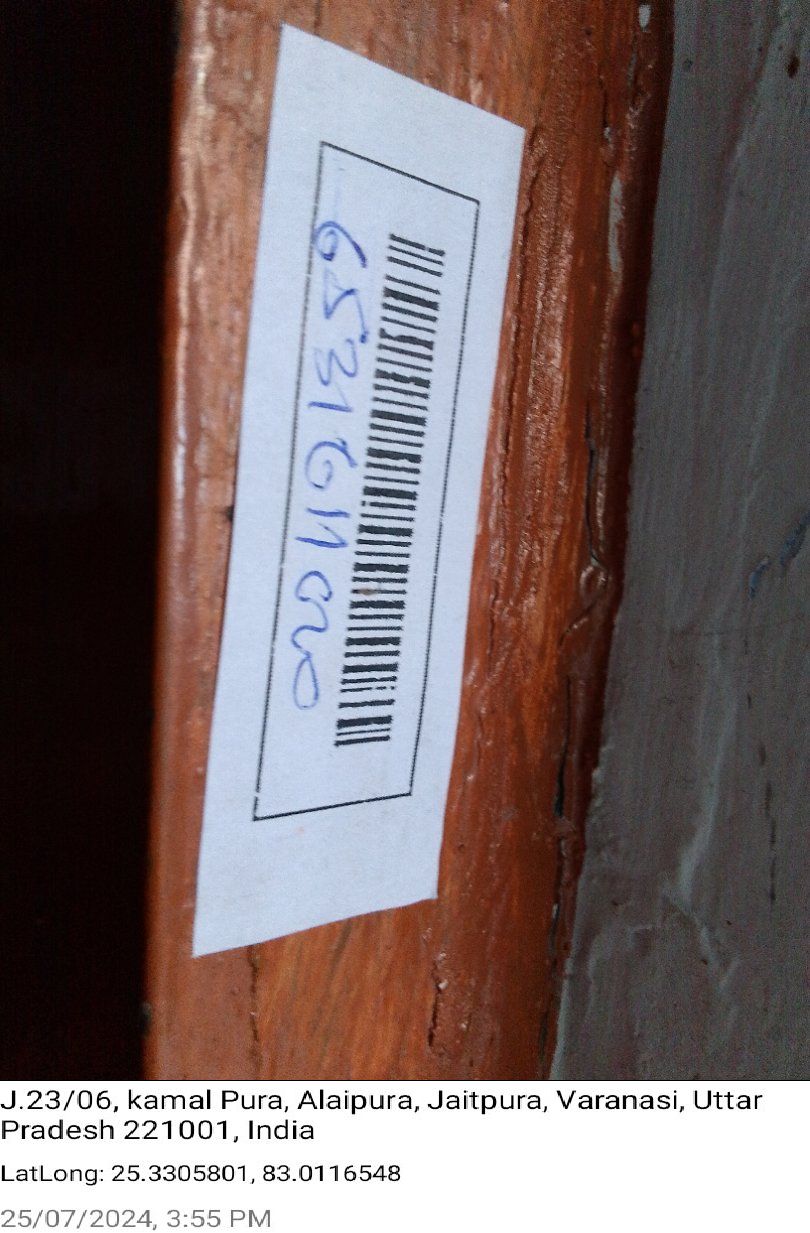 J.23/06, kamal Pura, Alaipura, Jaitpura, Varanasi, Uttar
Pradesh 221001, India
LatLong: 25.3305801, 83.0116548
25/07/2024, 3:55 PM